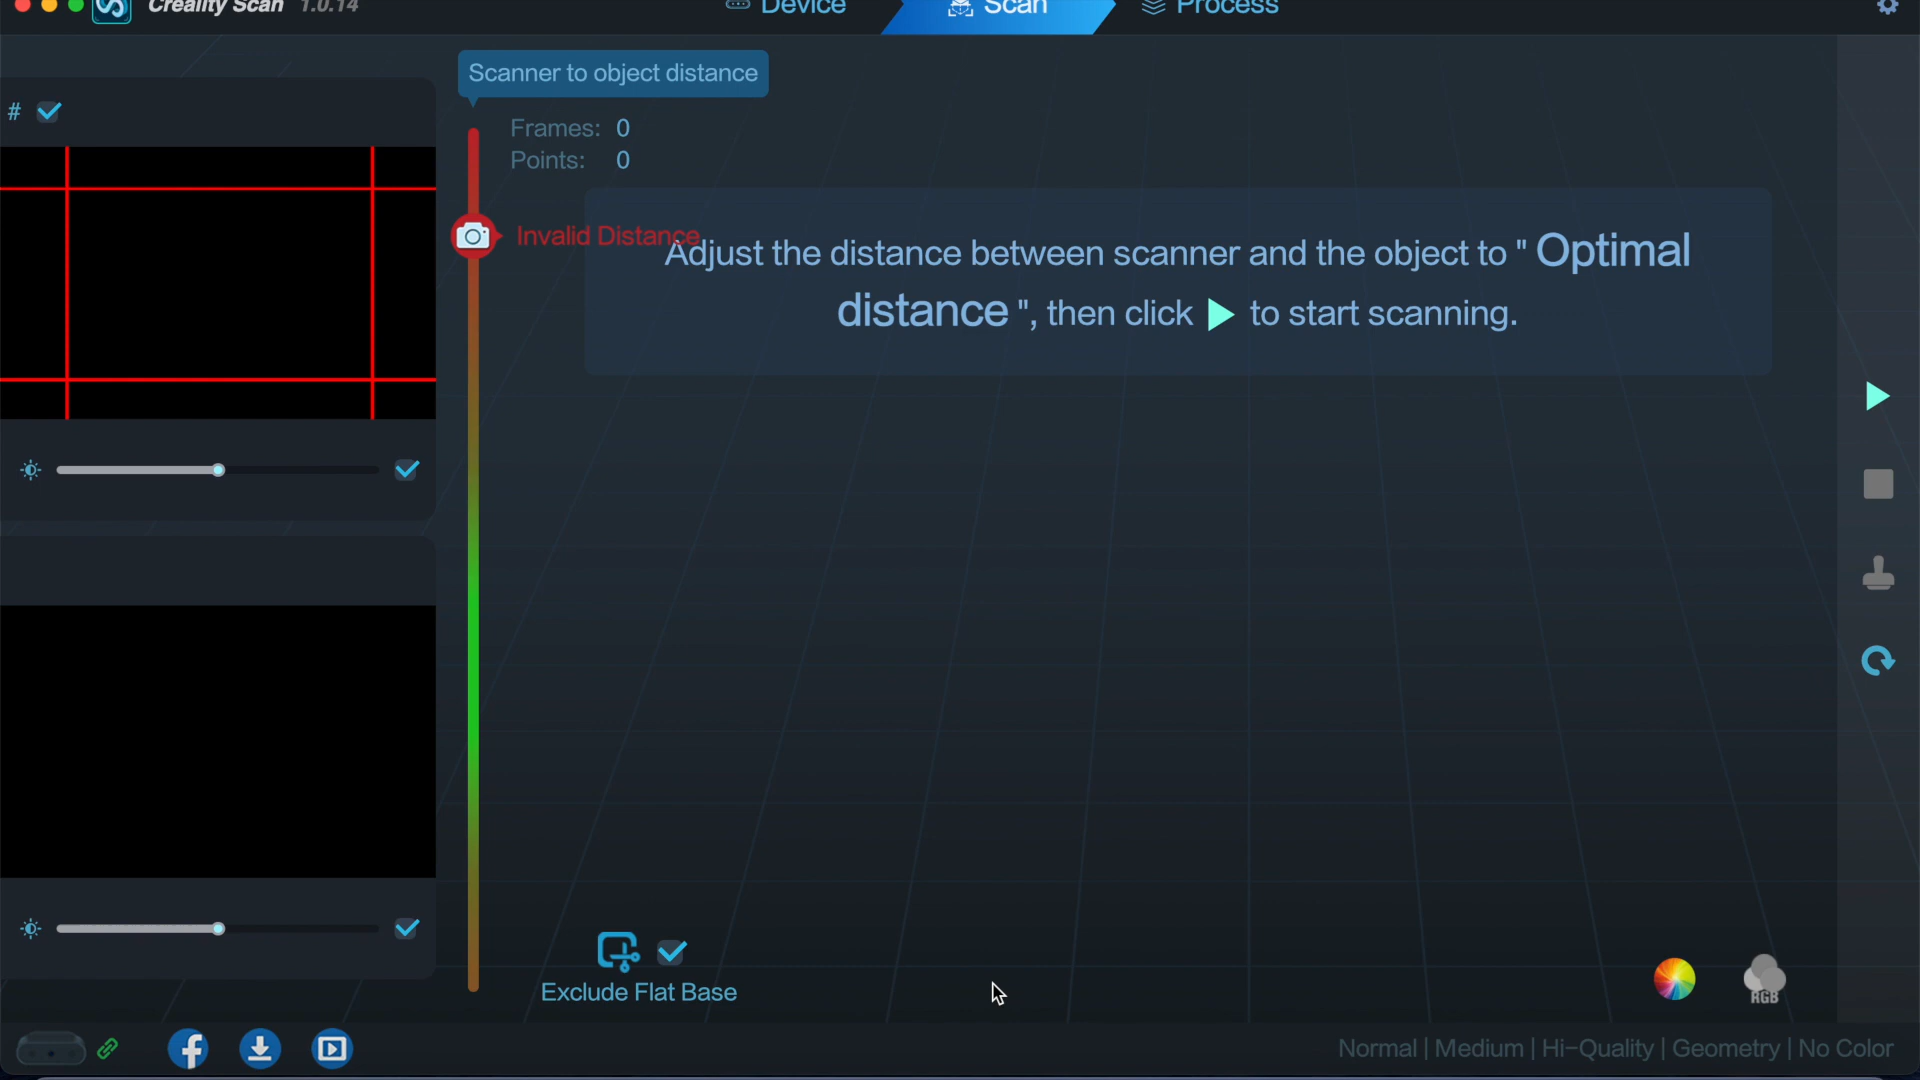 Creality Scan 1.0.14
Device
Scan
Process
Scanner to object distance
#
Frames: 0
Points: 0
Invalid Distance
Adjust the distance between scanner and the object to " Optimal
distance ", then click to start scanning.
Exclude Flat Base
RGB
Normal | Medium | Hi-Quality | Geometry | No Color